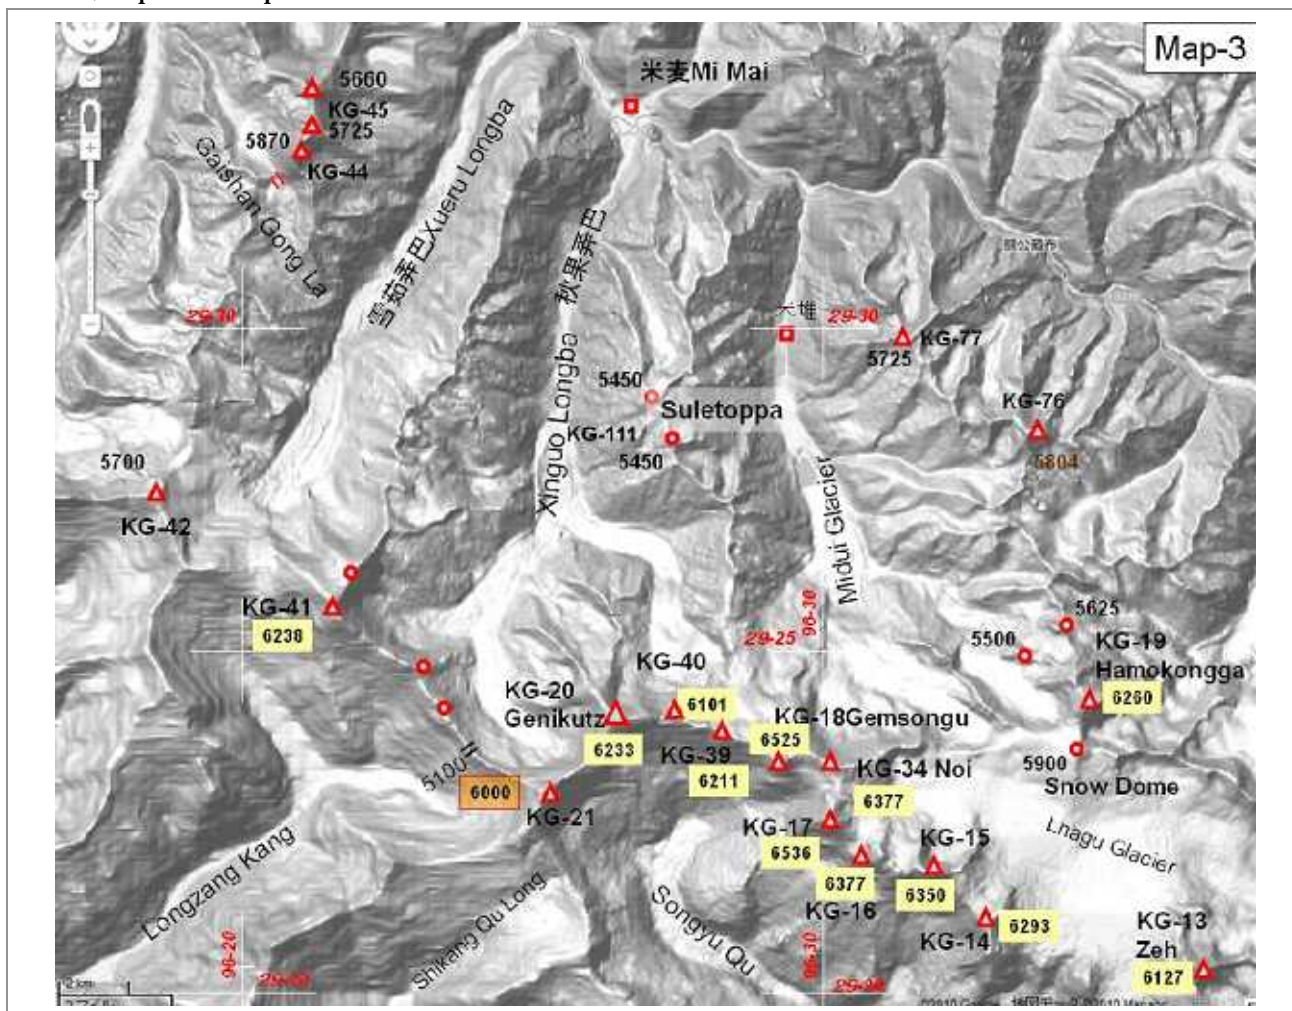 Map-3
米麦Mi Mai
5660
KG-45
5725
5870
KG-44
Gaishan Gong La
雪茹弄巴Xueru Longba
秋果弄巴
Xinguo Longba
29-30
29-30
5725
KG-77
5450
Suletoppa
KG-111
5450
KG-76
5804
5700
KG-42
Midui Glacier
KG-41
6238
96-30
29-25
5625
5500
KG-19
Hamokongga
6260
KG-40
KG-20
Genikutz
6101
6233
KG-18Gemsongu
6525
KG-39
6211
KG-34 Noi
6377
5900
Snow Dome
5100
6000
KG-21
KG-17
6536
KG-15
Lhagu Glacier
6377
6350
KG-16
Longzang Kang
Shikang Qu Long
Songyu Qu
KG-14
6293
KG-13
Zeh
6127
96-20
96-30
2 km